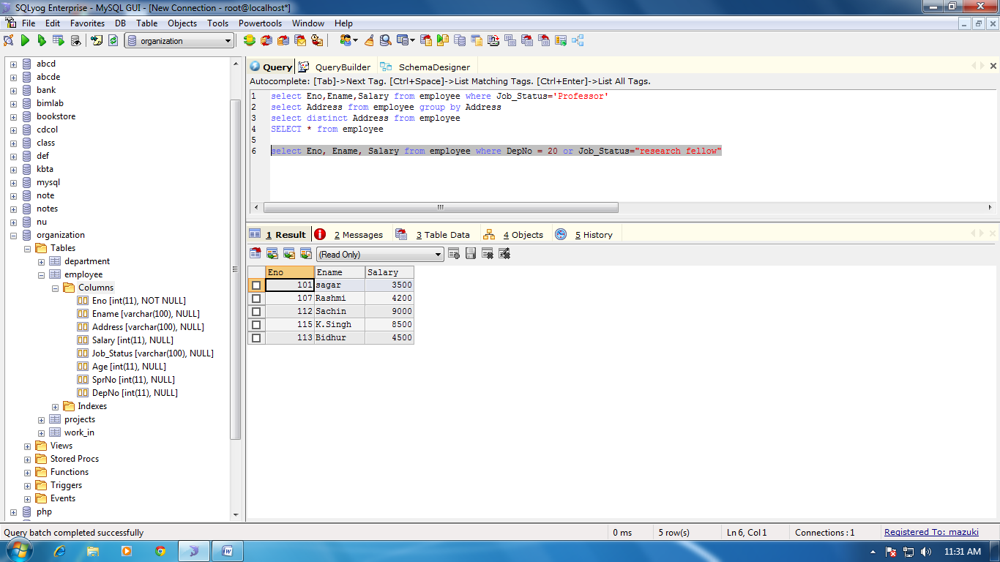 SQLyog Enterprise - MySQL GUI - [New Connection - root@localhost*]
File Edit Favorites DB Table Objects Tools Powertools Window Help
organization
abcd
abcde
bank
bimlab
bookstore
cdcol
class
def
kbta
mysql
note
notes
nu
organization
Tables
department
employee
Columns
Eno [int(11), NOT NULL]
Ename [varchar(100), NULL]
Address [varchar(100), NULL]
Salary [int(11), NULL]
Job_Status [varchar(100), NULL]
Age [int(11), NULL]
SprNo [int(11), NULL]
DepNo [int(11), NULL]
Indexes
projects
work_in
Views
Stored Procs
Functions
Triggers
Events
php
Query QueryBuilder SchemaDesigner
Autocomplete: [Tab]->Next Tag. [Ctrl+Space]->List Matching Tags. [Ctrl+Enter]->List All Tags.
1 select Eno,Ename,Salary from employee where Job_Status='Professor'
2 select Address from employee group by Address
3 select distinct Address from employee
4 SELECT * from employee
5
6 select Eno, Ename, Salary from employee where DepNo = 20 or Job_Status="research fellow"
1 Result 2 Messages 3 Table Data 4 Objects 5 History
(Read Only)
Eno Ename Salary
101 sagar 3500
107 Rashmi 4200
112 Sachin 9000
115 K.Singh 8500
113 Bidhur 4500
Query batch completed successfully 0 ms 5 row(s) Ln 6, Col 1 Connections : 1 Registered To: mazuki
11:31 AM